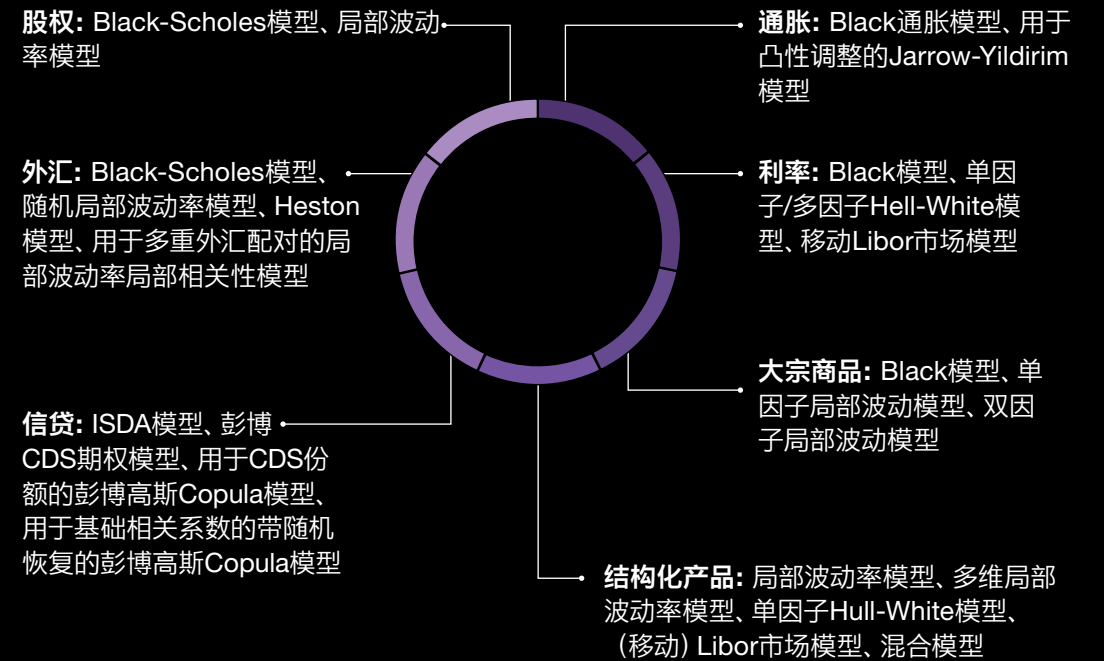 股权: Black-Scholes模型、局部波动
率模型
外汇: Black-Scholes模型、
随机局部波动率模型、Heston
模型、用于多重外汇配对的局
部波动率局部相关性模型
信贷: ISDA模型、彭博
CDS期权模型、用于CDS份
额的彭博高斯Copula模型、
用于基础相关系数的带随机
恢复的彭博高斯Copula模型
通胀: Black通胀模型、用于
凸性调整的Jarrow-Yildirim
模型
利率: Black模型、单因
子/多因子Hell-White模
型、移动Libor市场模型
大宗商品: Black模型、单
因子局部波动模型、双因
子局部波动模型
结构化产品: 局部波动率模型、多维局部
波动率模型、单因子Hull-White模型、
（移动）Libor市场模型、混合模型